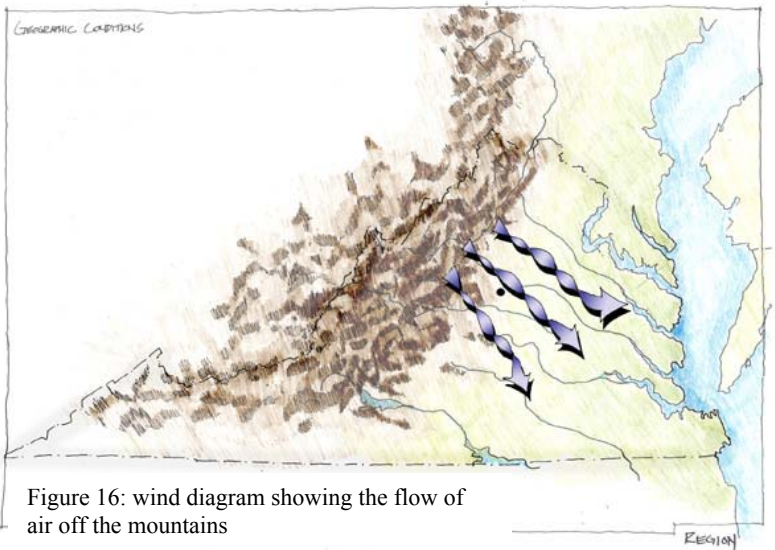 GEOGRAPHIC CONDITIONS
Figure 16: wind diagram showing the flow of
air off the mountains
REGION